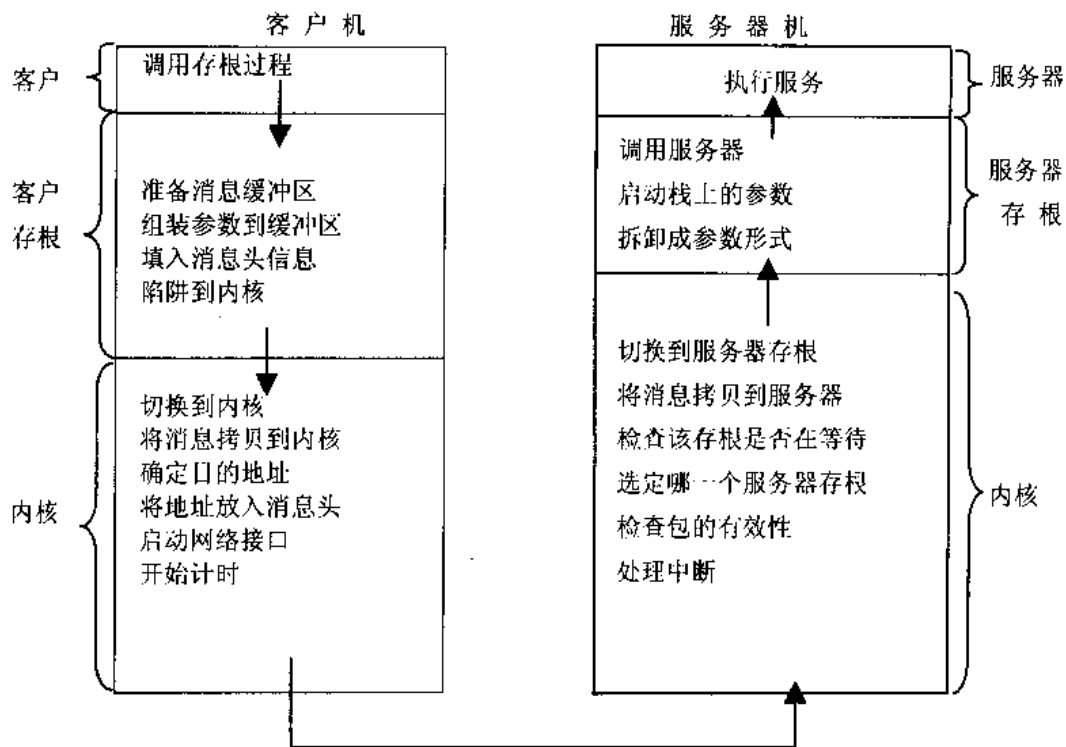 客户机
客户
调用存根过程
客户
存根
准备消息缓冲区
组装参数到缓冲区
填入消息头信息
陷阱到内核
内核
切换到内核
将消息拷贝到内核
确定目的地址
将地址放入消息头
启动网络接口
开始计时
服务器机
执行服务
服务器
调用服务器
启动栈上的参数
拆卸成参数形式
服务器
存根
切换到服务器存根
将消息拷贝到服务器
检查该存根是否在等待
选定哪一个服务器存根
检查包的有效性
处理中断
内核